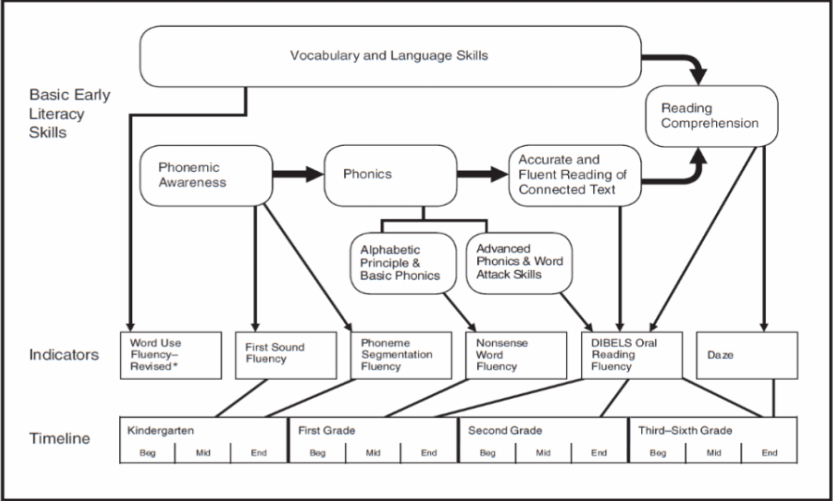 Vocabulary and Language Skills
Basic Early
Literacy
Skills
Reading
Comprehension
Phonemic
Awareness
Phonics
Accurate and
Fluent Reading of
Connected Text
Alphabetic
Principle &
Basic Phonics
Advanced
Phonics & Word
Attack Skills
Indicators
Word Use
Fluency–
Revised*
First Sound
Fluency
Phoneme
Segmentation
Fluency
Nonsense
Word
Fluency
DIBELS Oral
Reading
Fluency
Daze
Timeline
Kindergarten
First Grade
Second Grade
Third–Sixth Grade
Beg Mid End Beg Mid End Beg Mid End Beg Mid End